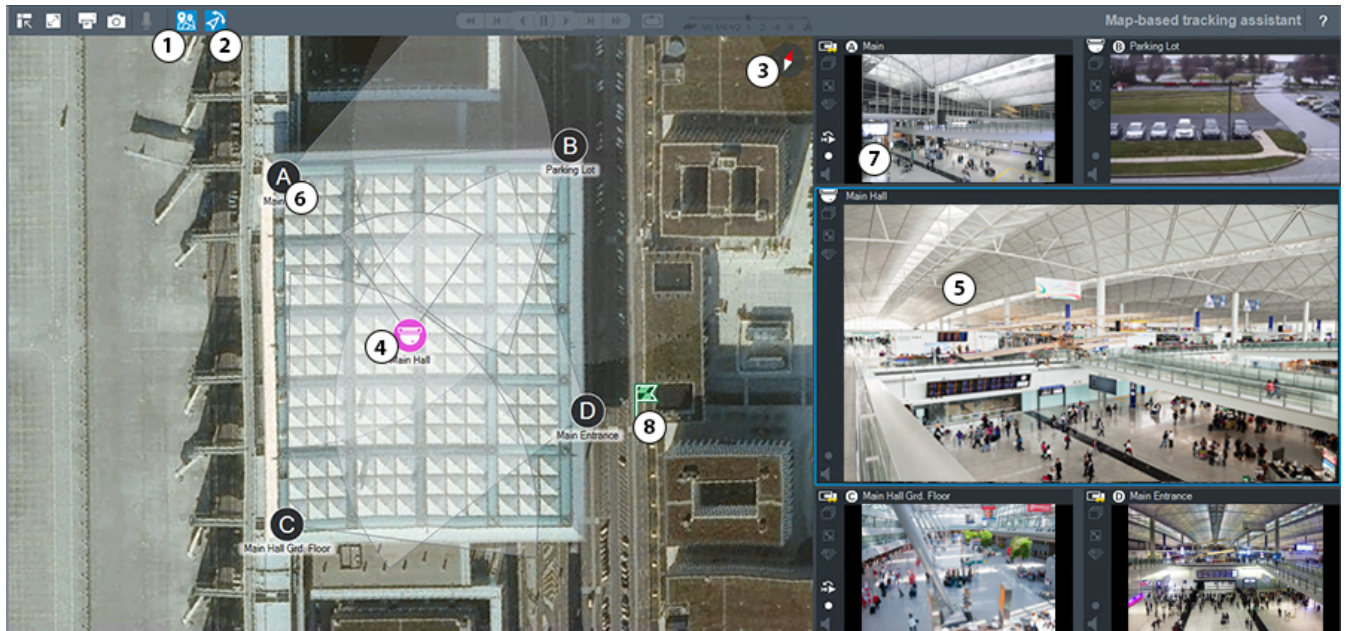 Map-based tracking assistant ?
1
2
3
A Main
B Parking Lot
7
B
Parking Lot
A
6
Main Hall
5
4
Main Hall
D
Main Entrance
8
C
Main Hall Grd. Floor
C Main Hall Grd. Floor
D Main Entrance